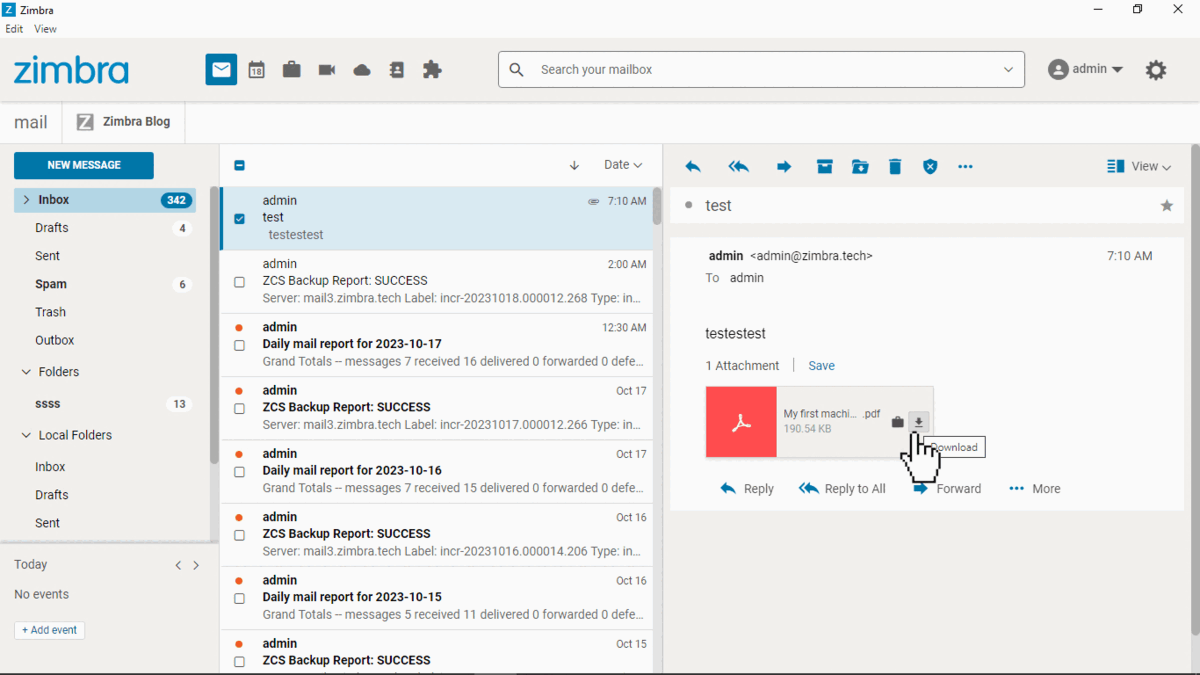 Zimbra
Edit View
zimbra
18
Search your mailbox
admin
mail
Zimbra Blog
NEW MESSAGE
Inbox 342
Drafts 4
Sent
Spam 6
Trash
Outbox
Folders
ssss 13
Local Folders
Inbox
Drafts
Sent
Today
No events
+ Add event
Date
admin 7:10 AM
test
testestest
admin 2:00 AM
ZCS Backup Report: SUCCESS
Server: mail3.zimbra.tech Label: incr-20231018.000012.268 Type: in...
admin 12:30 AM
Daily mail report for 2023-10-17
Grand Totals -- messages 7 received 16 delivered 0 forwarded 0 defe...
admin Oct 17
ZCS Backup Report: SUCCESS
Server: mail3.zimbra.tech Label: incr-20231017.000012.266 Type: in...
admin Oct 17
Daily mail report for 2023-10-16
Grand Totals -- messages 7 received 15 delivered 0 forwarded 0 defe...
admin Oct 16
ZCS Backup Report: SUCCESS
Server: mail3.zimbra.tech Label: incr-20231016.000014.206 Type: in...
admin Oct 16
Daily mail report for 2023-10-15
Grand Totals -- messages 5 received 11 delivered 0 forwarded 0 defe...
admin Oct 15
ZCS Backup Report: SUCCESS
View
test
admin <admin@zimbra.tech> 7:10 AM
To admin
testestest
1 Attachment Save
My first machi... .pdf
190.54 KB
Download
Reply Reply to All Forward More